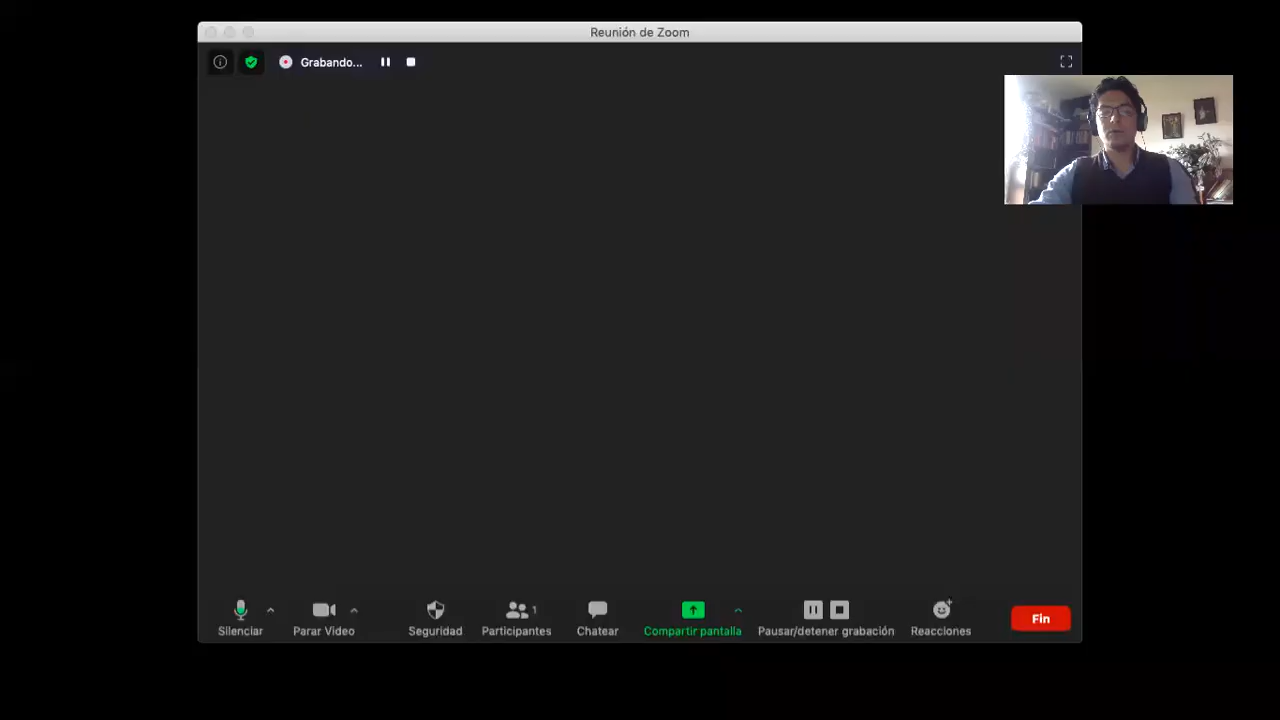 Reunión de Zoom
Grabando...
Silenciar
Parar Video
Seguridad
Participantes
1
Chatear
Compartir pantalla
Pausar/detener grabación
Reacciones
Fin